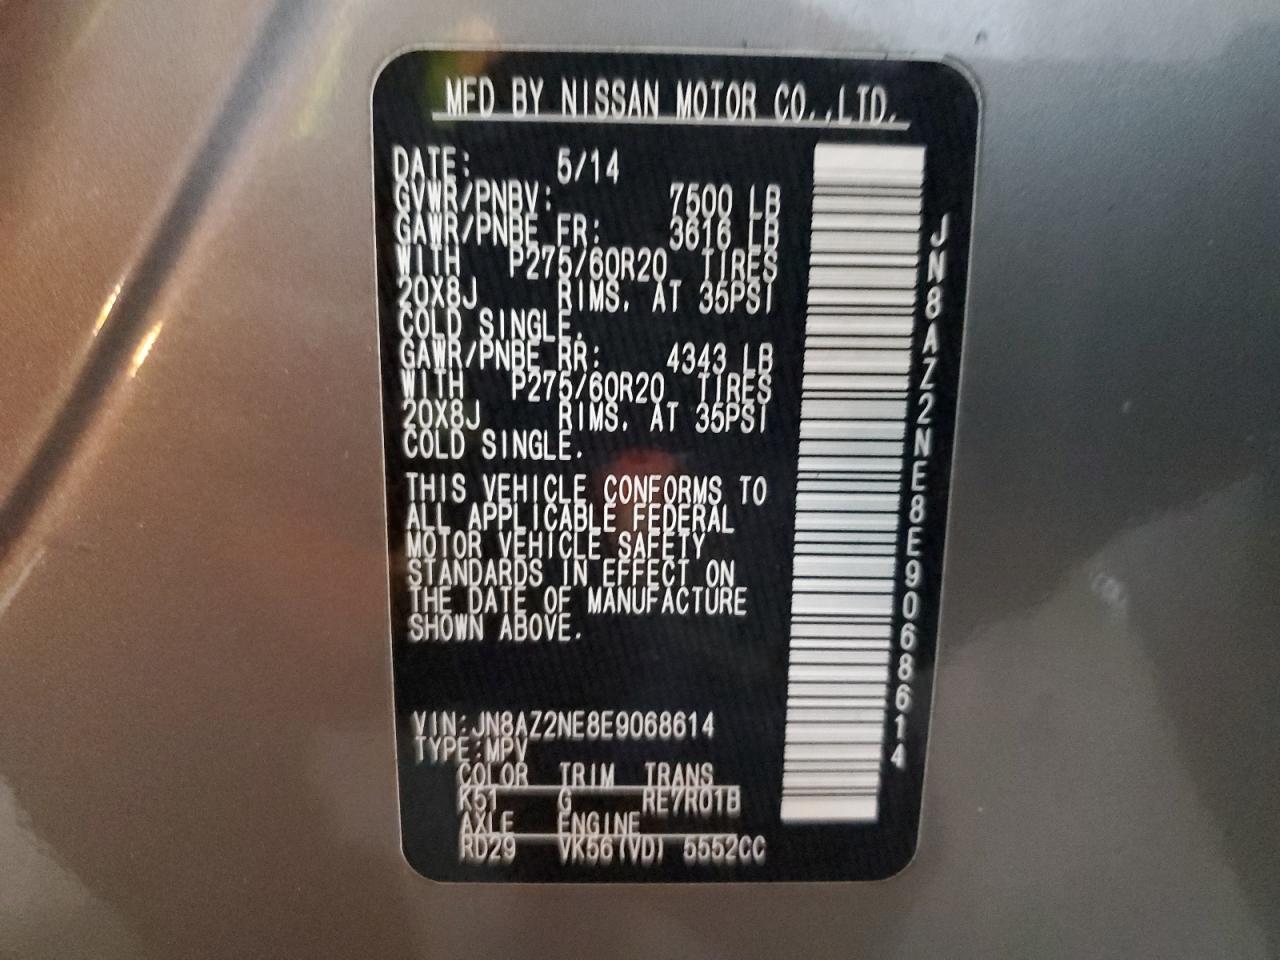 MFD BY NISSAN MOTOR CO.,LTD.
DATE: 5/14
GVWR/PNBV: 7500 LB
GAWR/PNBE FR: 3616 LB
WITH P275/60R20 TIRES
20X8J RIMS. AT 35PSI
COLD SINGLE.
GAWR/PNBE RR: 4343 LB
WITH P275/60R20 TIRES
20X8J RIMS. AT 35PSI
COLD SINGLE.
THIS VEHICLE CONFORMS TO
ALL APPLICABLE FEDERAL
MOTOR VEHICLE SAFETY
STANDARDS IN EFFECT ON
THE DATE OF MANUFACTURE
SHOWN ABOVE.
VIN:JN8AZ2NE8E9068614
TYPE:MPV
COLOR TRIM TRANS
K51 G RE7R01B
AXLE ENGINE
RD29 VK56(VD) 5552CC
JN8AZ2NE8E9068614